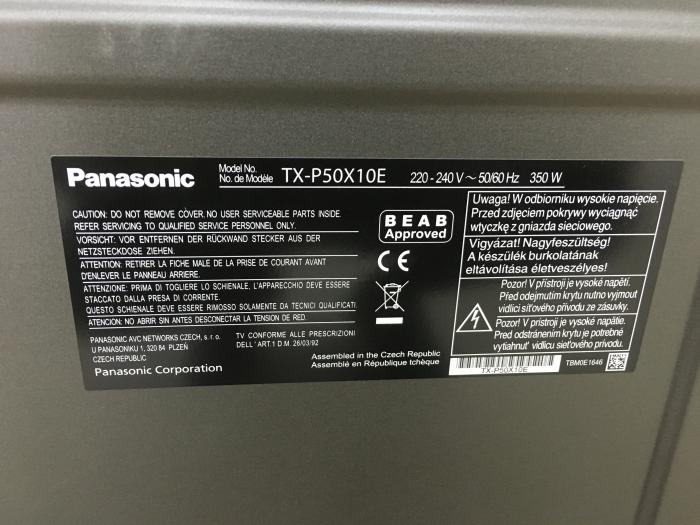 Panasonic
Model No.
No. de Modèle
TX-P50X10E
220 - 240 V ~ 50/60 Hz 350 W
CAUTION: DO NOT REMOVE COVER.NO USER SERVICEABLE PARTS INSIDE.
REFER SERVICING TO QUALIFIED SERVICE PERSONNEL ONLY.
VORSICHT: VOR ENTFERNEN DER RÜCKWAND STECKER AUS DER
NETZSTECKDOSE ZIEHEN.
ATTENTION: RETIRER LA FICHE MALE DE LA PRISE DE COURANT AVANT
D'ENLEVER LE PANNEAU ARRIERE.
ATTENZIONE: PRIMA DI TOGLIERE LO SCHIENALE, L'APPARECCHIO DEVE ESSERE
STACCATO DALLA PRESA DI CORRENTE.
QUESTO SCHIENALE DEVE ESSERE RIMOSSO SOLAMENTE DA TECNICI QUALIFICATI.
ATENCION: NO ABRIR SIN ANTES DESCONECTAR LA TENSION DE RED.
BEAB
Approved
CE
Uwaga! W odbiorniku wysokie napięcie.
Przed zdjęciem pokrywy wyciągnąć
wtyczkę z gniazda sieciowego.
Vigyázat! Nagyfeszültség!
A készülék burkolatának
eltávolítása életveszélyes!
Pozor! V přístroji je vysoké napětí.
Před odejmutím krytu nutno vyjmout
vidlici síťového přívodu ze zásuvky.
Pozor! V prístroji je vysoké napätie.
Pred odstránením krytu je potrebné
vytiahnuť vidlicu sieťového prívodu.
PANASONIC AVC NETWORKS CZECH, s. r. o.
U PANASONIKU 1, 320 84 PLZEŇ
CZECH REPUBLIC
TV CONFORME ALLE PRESCRIZIONI
DELL' ART.1 D.M. 26/03/92
Panasonic Corporation
Assembled in the Czech Republic
Assemblé en République tchèque
TX-P50X10E
TBM0E1646